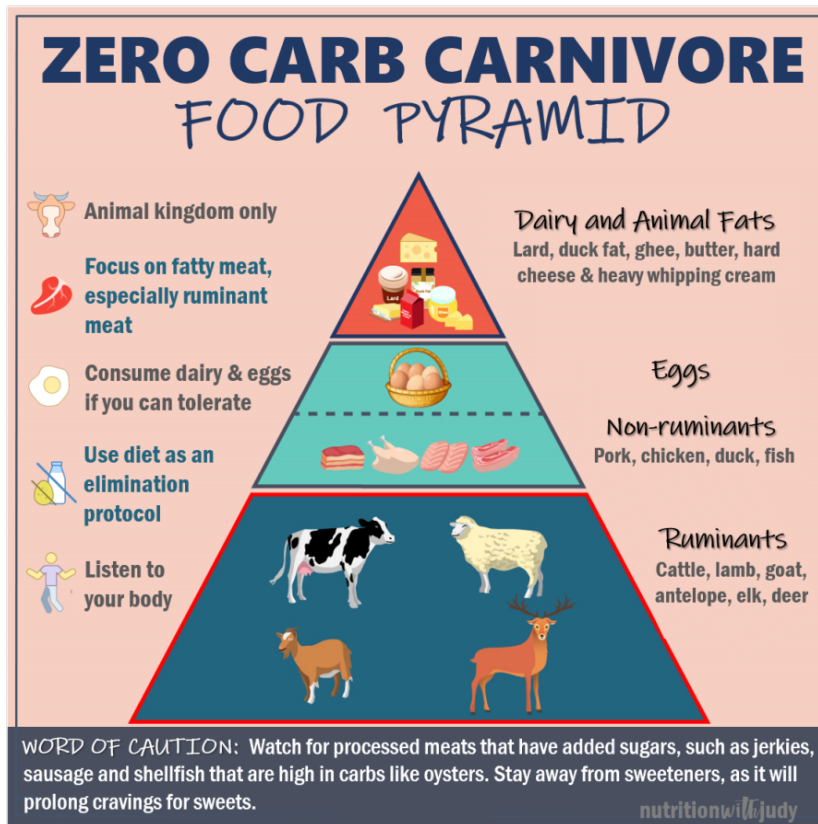 ZERO CARB CARNIVORE
FOOD PYRAMID
Animal kingdom only
Focus on fatty meat,
especially ruminant
meat
Consume dairy & eggs
if you can tolerate
Use diet as an
elimination
protocol
Listen to
your body
Dairy and Animal Fats
Lard, duck fat, ghee, butter, hard
cheese & heavy whipping cream
Lard
Eggs
Non-ruminants
Pork, chicken, duck, fish
Ruminants
Cattle, lamb, goat,
antelope, elk, deer
WORD OF CAUTION: Watch for processed meats that have added sugars, such as jerkies,
sausage and shellfish that are high in carbs like oysters. Stay away from sweeteners, as it will
prolong cravings for sweets.
nutritionwithjudy